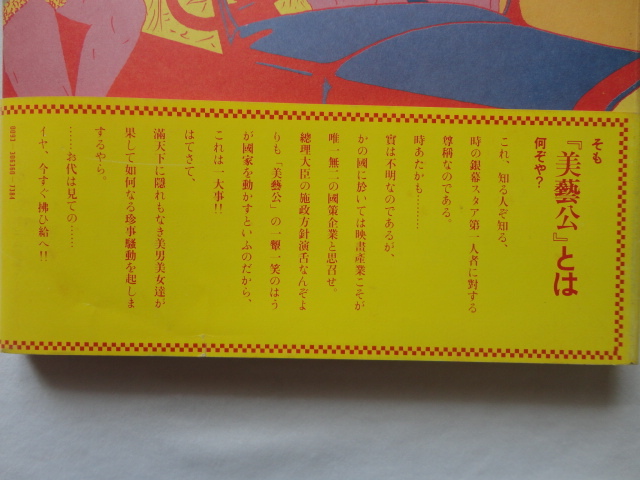 そも
『美藝公』とは
何ぞや?
これ、知る人ぞ知る、
時の銀幕スタア第一人者に對する
尊稱なのである。
時あたかも……
實は不明なのであるが、
かの國に於いては映畫産業こそが
唯一無二の國策企業と思召せ。
總理大臣の施政方針演舌なんぞよ
りも「美藝公」の一顰一笑のはう
が國家を動かすといふのだから、
これは一大事!!
はてさて、
滿天下に隱れもなき美男美女達が
果して如何なる珍事騷動を起しま
するやら。
……お代は見ての……
イヤ、今すぐ拂ひ給へ!!